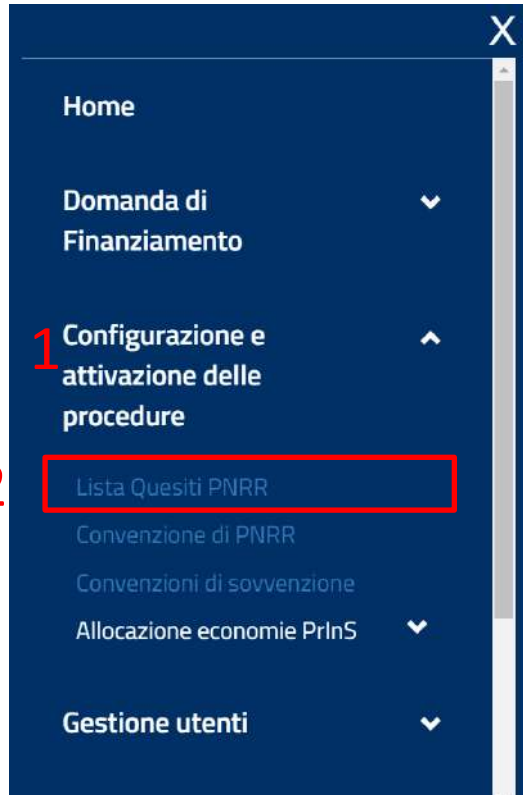 X
Home
Domanda di
Finanziamento
1
Configurazione e
attivazione delle
procedure
2
Lista Quesiti PNRR
Convenzione di PNRR
Convenzioni di sovvenzione
Allocazione economie PrInS
Gestione utenti